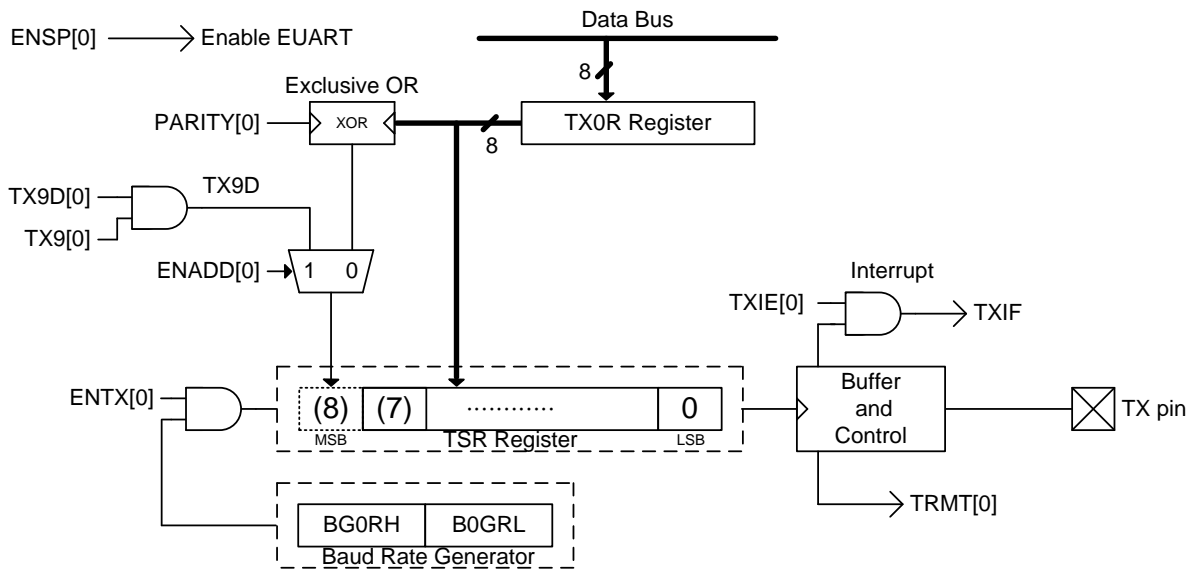 Data Bus
ENSP[0]
Enable EUART
8
Exclusive OR
PARITY[0]
XOR
8
TX0R Register
TX9D[0]
TX9D
TX9[0]
ENADD[0]
1 0
Interrupt
TXIE[0]
TXIF
ENTX[0]
(8)
(7)
............
0
MSB
TSR Register
LSB
Buffer
and
Control
TX pin
TRMT[0]
BG0RH
B0GRL
Baud Rate Generator